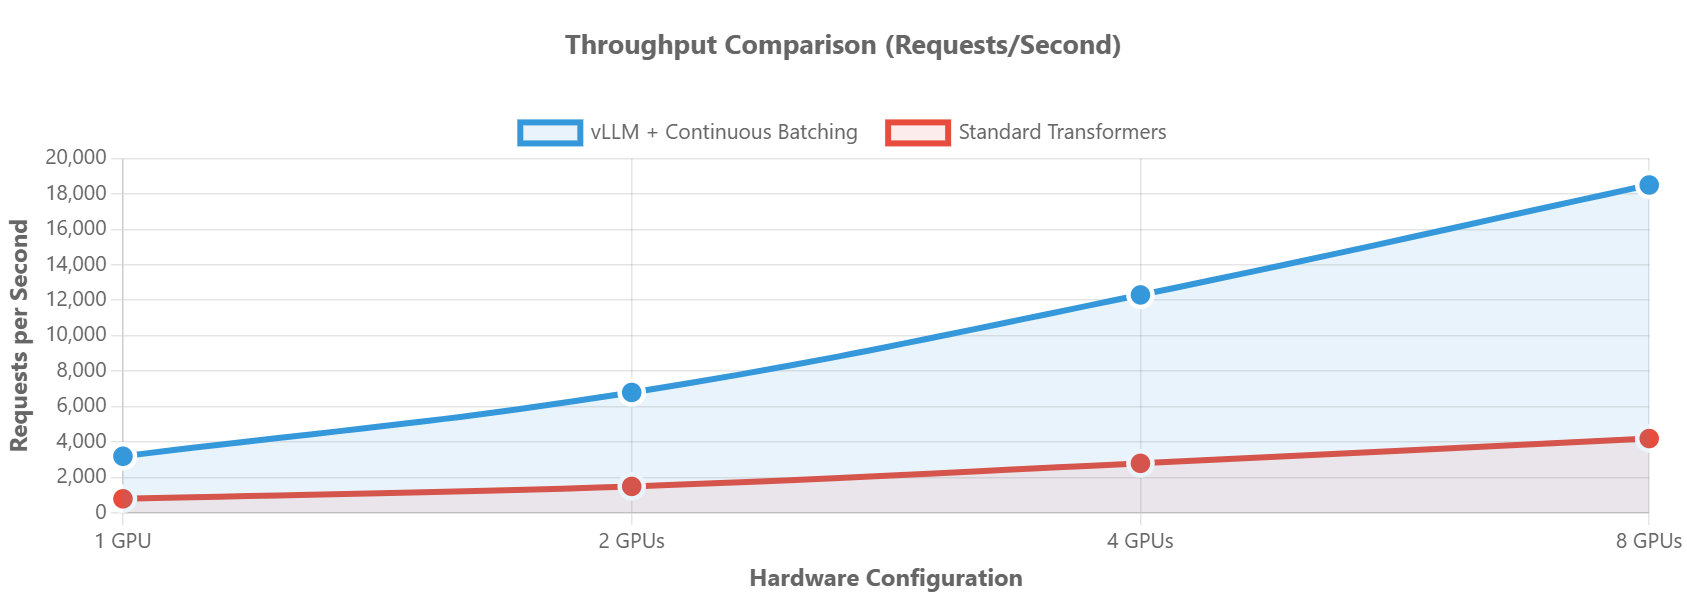 Throughput Comparison (Requests/Second)
vLLM + Continuous Batching
Standard Transformers
20,000
18,000
16,000
14,000
12,000
10,000
8,000
6,000
4,000
2,000
0
Requests per Second
1 GPU
2 GPUs
4 GPUs
8 GPUs
Hardware Configuration